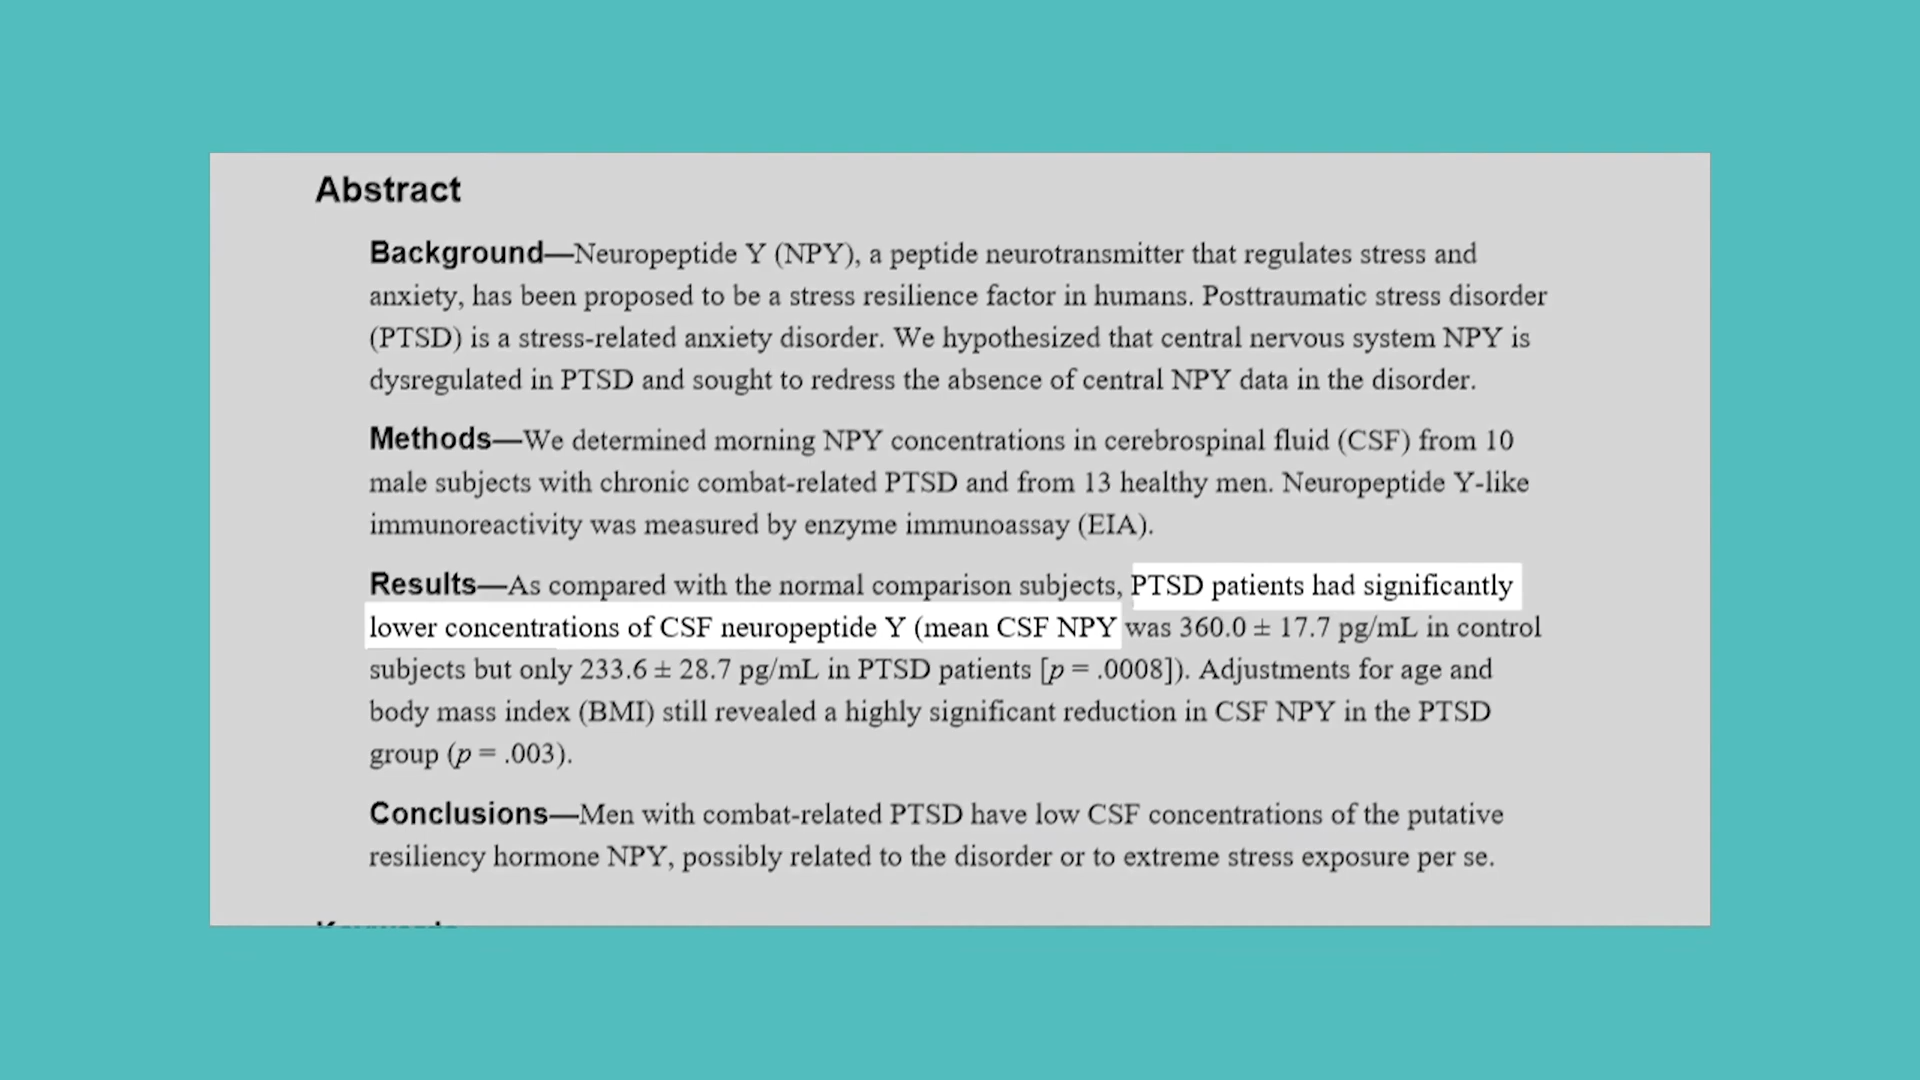 Abstract
Background—Neuropeptide Y (NPY), a peptide neurotransmitter that regulates stress and
anxiety, has been proposed to be a stress resilience factor in humans. Posttraumatic stress disorder
(PTSD) is a stress-related anxiety disorder. We hypothesized that central nervous system NPY is
dysregulated in PTSD and sought to redress the absence of central NPY data in the disorder.
Methods—We determined morning NPY concentrations in cerebrospinal fluid (CSF) from 10
male subjects with chronic combat-related PTSD and from 13 healthy men. Neuropeptide Y-like
immunoreactivity was measured by enzyme immunoassay (EIA).
Results—As compared with the normal comparison subjects, PTSD patients had significantly
lower concentrations of CSF neuropeptide Y (mean CSF NPY was 360.0 ± 17.7 pg/mL in control
subjects but only 233.6 ± 28.7 pg/mL in PTSD patients [p = .0008]). Adjustments for age and
body mass index (BMI) still revealed a highly significant reduction in CSF NPY in the PTSD
group (p = .003).
Conclusions—Men with combat-related PTSD have low CSF concentrations of the putative
resiliency hormone NPY, possibly related to the disorder or to extreme stress exposure per se.